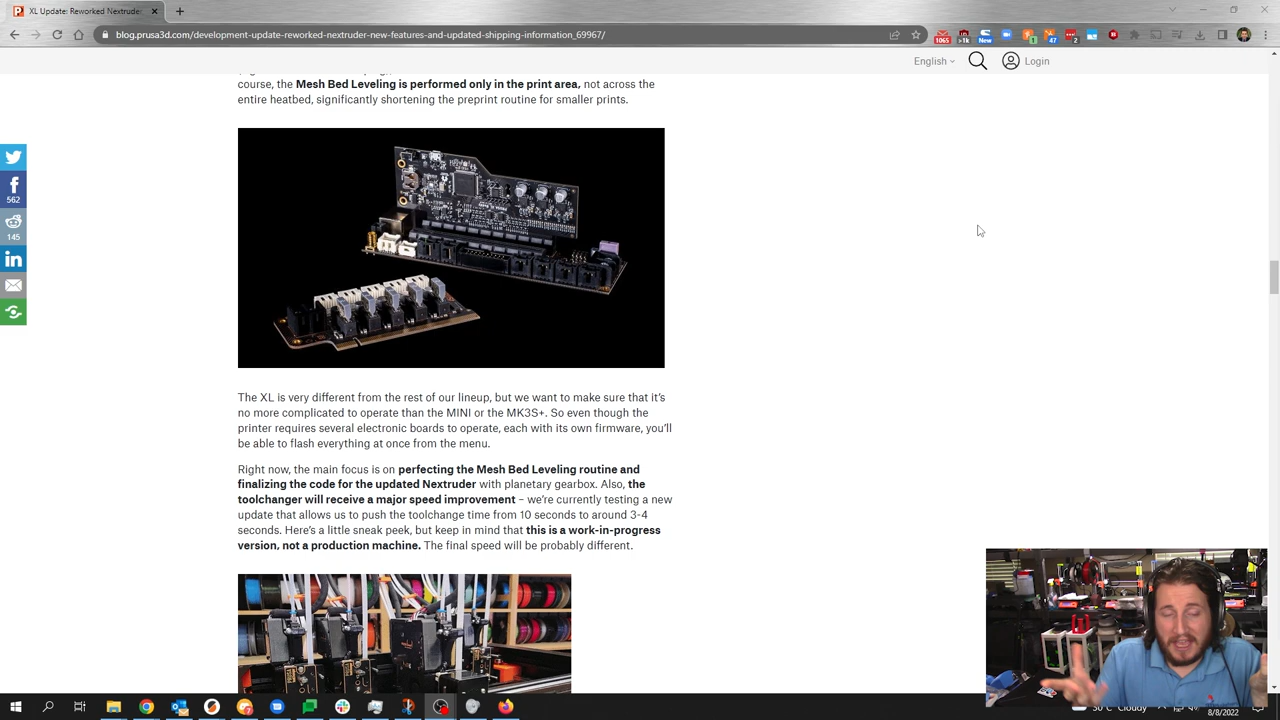 XL Update: Reworked Nextruder
blog.prusa3d.com/development-update-reworked-nextruder-new-features-and-updated-shipping-information_69967/
1065
>1k
New
1
47
2
English
Login
course, the Mesh Bed Leveling is performed only in the print area, not across the
entire heatbed, significantly shortening the preprint routine for smaller prints.
562
145
The XL is very different from the rest of our lineup, but we want to make sure that it's
no more complicated to operate than the MINI or the MK3S+. So even though the
printer requires several electronic boards to operate, each with its own firmware, you'll
be able to flash everything at once from the menu.
Right now, the main focus is on perfecting the Mesh Bed Leveling routine and
finalizing the code for the updated Nextruder with planetary gearbox. Also, the
toolchanger will receive a major speed improvement – we're currently testing a new
update that allows us to push the toolchange time from 10 seconds to around 3-4
seconds. Here's a little sneak peek, but keep in mind that this is a work-in-progress
version, not a production machine. The final speed will be probably different.
30°C Cloudy
8/8/2022